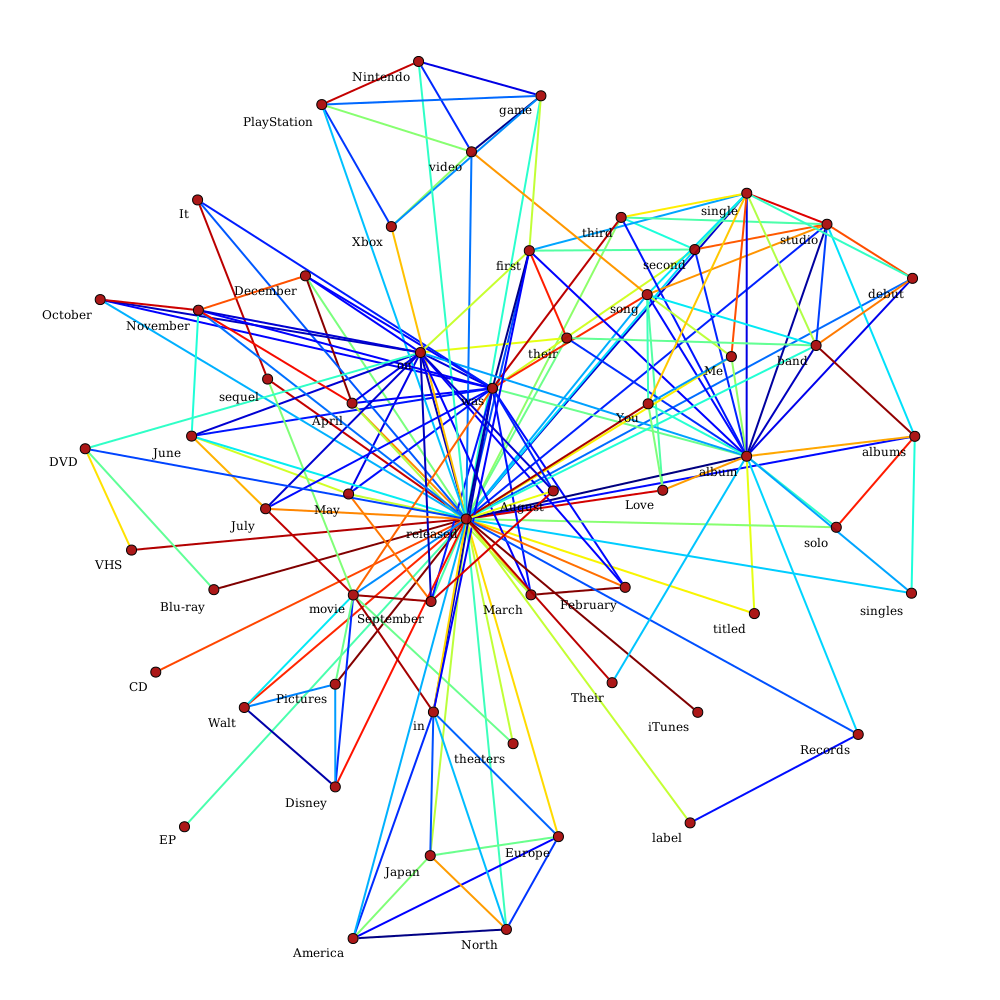 Nintendo
game
PlayStation
video
It
single
third
studio
Xbox
second
first
December
debut
song
October
November
their
band
on
Me
sequel
was
You
April
June
albums
DVD
album
Love
May
August
July
released
solo
VHS
Blu-ray
movie
September
March
February
singles
titled
CD
Pictures
Their
Walt
in
iTunes
theaters
Records
Disney
EP
label
Europe
Japan
North
America